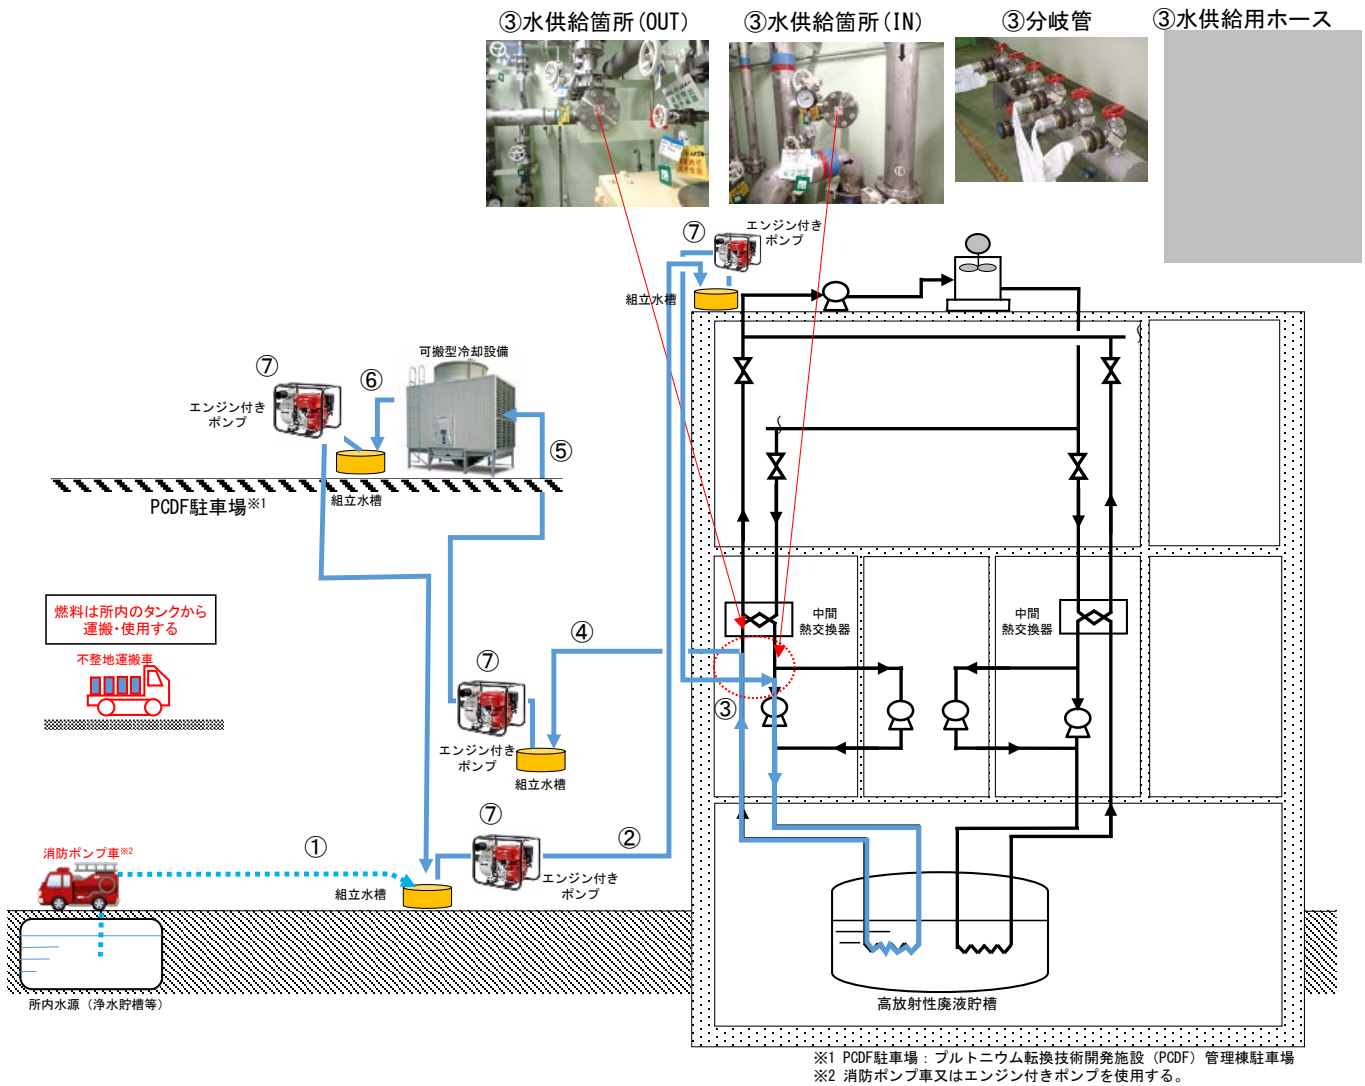 ③水供給箇所(OUT)
③水供給箇所(IN)
③分岐管
③水供給用ホース
⑦
エンジン付き
ポンプ
組立水槽
可搬型冷却設備
⑦
⑥
エンジン付き
ポンプ
⑤
組立水槽
PCDF駐車場※1
燃料は所内のタンクから
運搬・使用する
不整地運搬車
中間
熱交換器
中間
熱交換器
④
⑦
③
エンジン付き
ポンプ
組立水槽
⑦
②
①
消防ポンプ車※2
エンジン付き
ポンプ
組立水槽
所内水源（浄水貯槽等）
高放射性廃液貯槽
※1 PCDF駐車場：プルトニウム転換技術開発施設（PCDF）管理棟駐車場
※2 消防ポンプ車又はエンジン付きポンプを使用する。